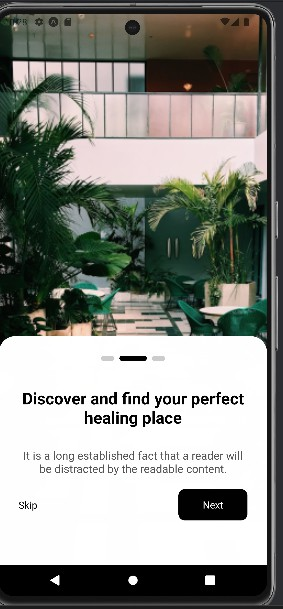 Discover and find your perfect
healing place
It is a long established fact that a reader will
be distracted by the readable content.
Skip
Next